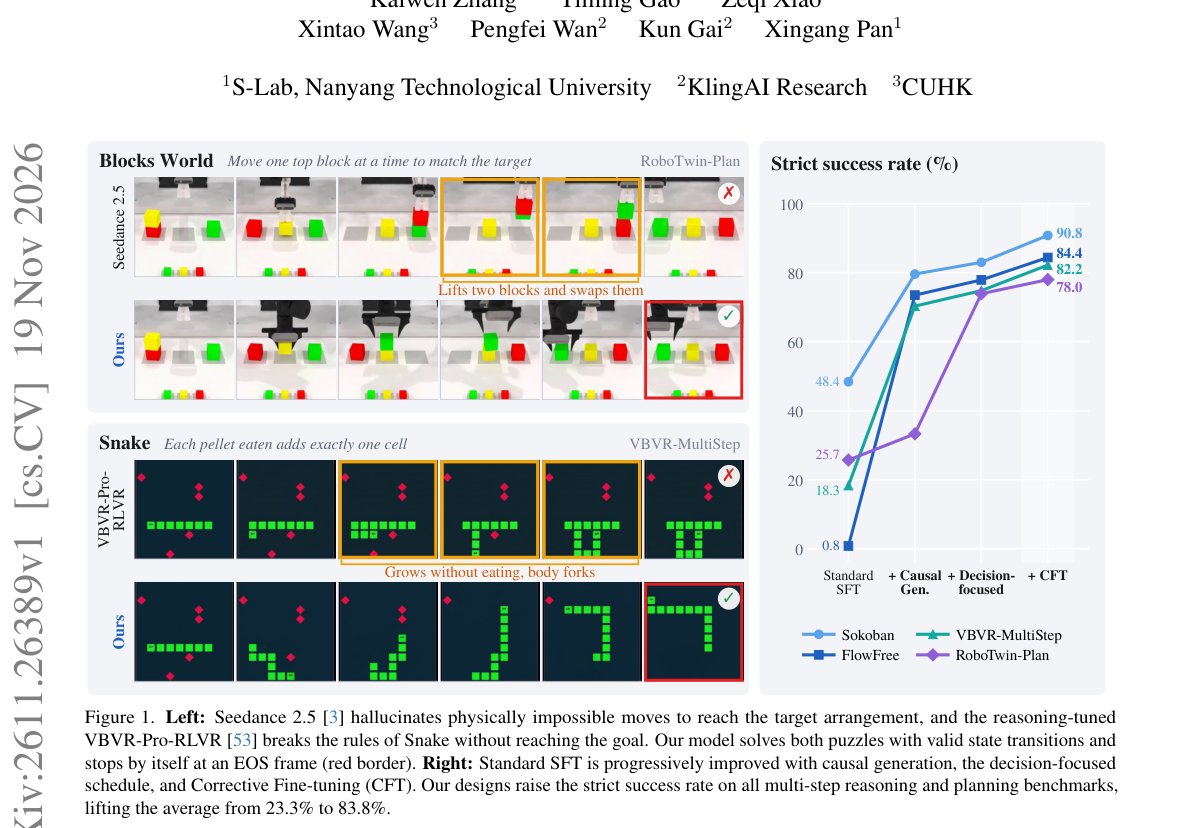 Xintao Wang3 Pengfei Wan2 Kun Gai2 Xingang Pan1
1S-Lab, Nanyang Technological University 2KlingAI Research 3CUHK
Kiv:2611.26389v1 [cs.CV] 19 Nov 2026
Blocks World Move one top block at a time to match the target RoboTwin-Plan
Seedance 2.5
✗
Lifts two blocks and swaps them
Ours
✓
Snake Each pellet eaten adds exactly one cell VBVR-MultiStep
VBVR-Pro-
RLVR
✗
Grows without eating, body forks
Ours
✓
Strict success rate (%)
100
80
60
40
20
0
48.4
25.7
18.3
0.8
90.8
84.4
82.2
78.0
Standard
SFT
+ Causal
Gen.
+ Decision-
focused
+ CFT
Sokoban
VBVR-MultiStep
FlowFree
RoboTwin-Plan
Figure 1. Left: Seedance 2.5 [3] hallucinates physically impossible moves to reach the target arrangement, and the reasoning-tuned
VBVR-Pro-RLVR [53] breaks the rules of Snake without reaching the goal. Our model solves both puzzles with valid state transitions and
stops by itself at an EOS frame (red border). Right: Standard SFT is progressively improved with causal generation, the decision-focused
schedule, and Corrective Fine-tuning (CFT). Our designs raise the strict success rate on all multi-step reasoning and planning benchmarks,
lifting the average from 23.3% to 83.8%.